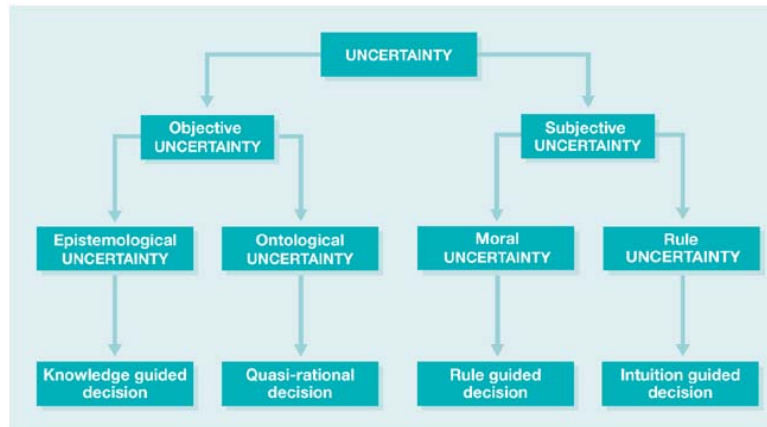 UNCERTAINTY
Objective
UNCERTAINTY
Subjective
UNCERTAINTY
Epistemological
UNCERTAINTY
Ontological
UNCERTAINTY
Moral
UNCERTAINTY
Rule
UNCERTAINTY
Knowledge guided
decision
Quasi-rational
decision
Rule guided
decision
Intuition guided
decision